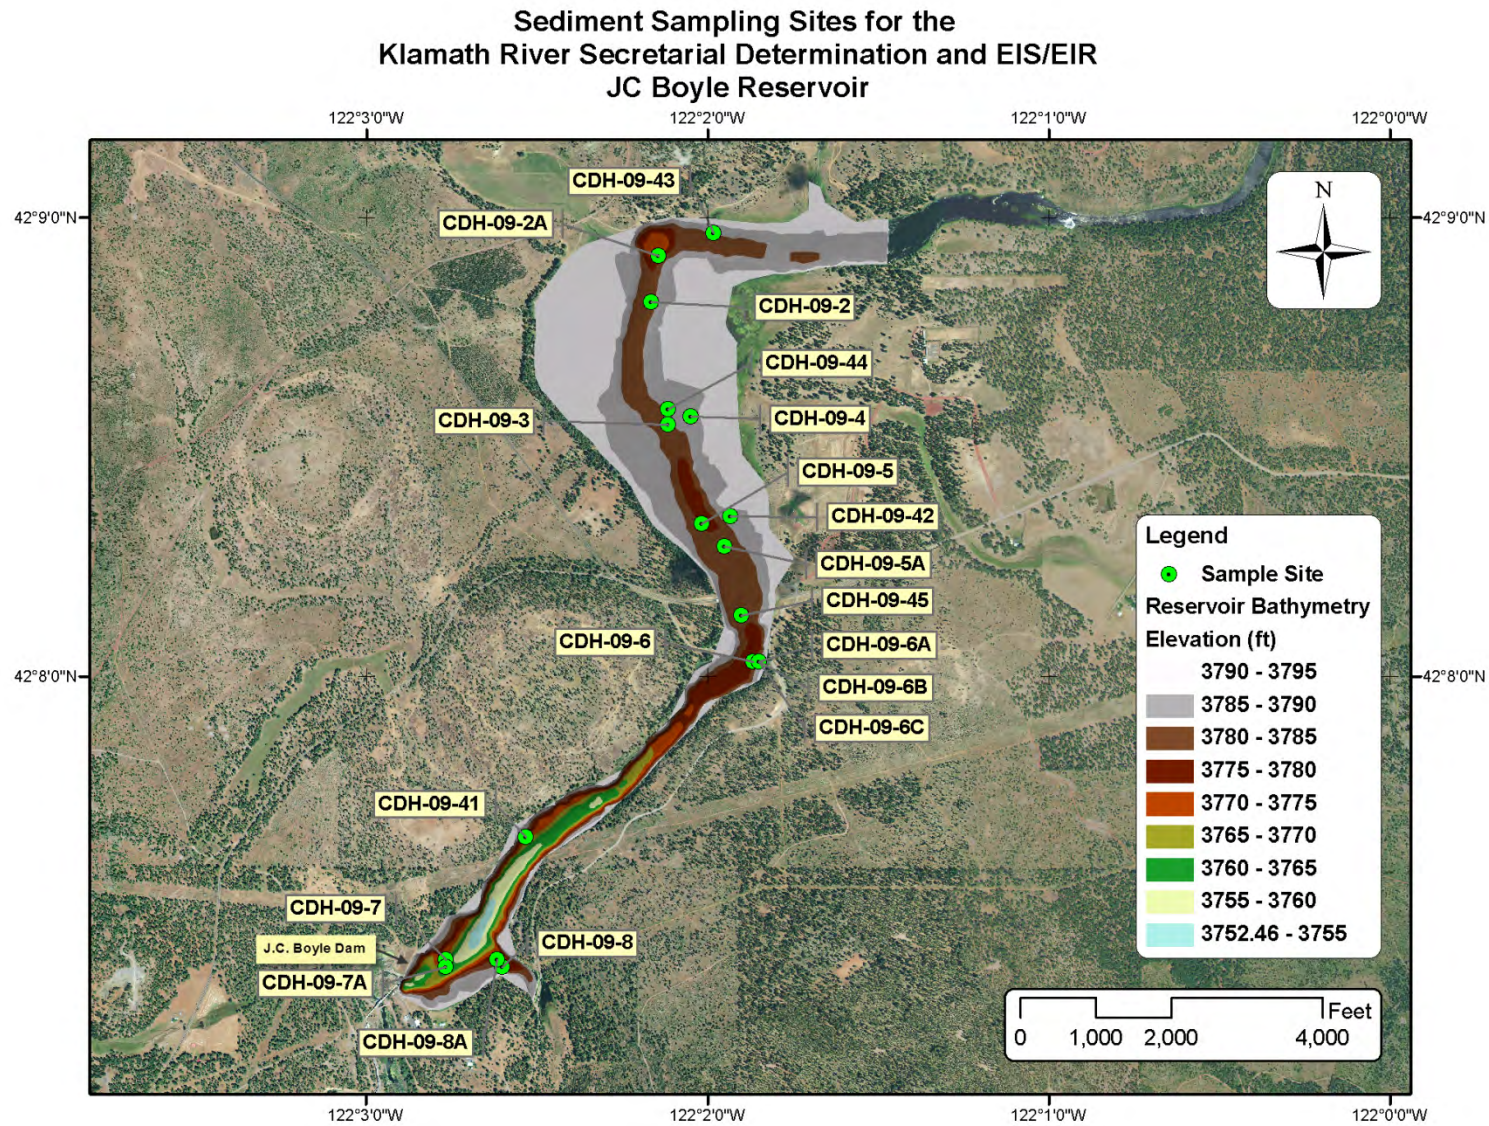 Sediment Sampling Sites for the
Klamath River Secretarial Determination and EIS/EIR
JC Boyle Reservoir
122°3'0"W
122°2'0"W
122°1'0"W
122°0'0"W
CDH-09-43
N
CDH-09-2A
42°9'0"N
42°9'0"N
CDH-09-2
CDH-09-44
CDH-09-3
CDH-09-4
CDH-09-5
CDH-09-42
CDH-09-5A
CDH-09-45
CDH-09-6
CDH-09-6A
42°8'0"N
42°8'0"N
CDH-09-6B
CDH-09-6C
Legend
Sample Site
Reservoir Bathymetry
Elevation (ft)
3790 - 3795
3785 - 3790
3780 - 3785
3775 - 3780
3770 - 3775
3765 - 3770
3760 - 3765
3755 - 3760
3752.46 - 3755
CDH-09-41
CDH-09-7
J.C. Boyle Dam
CDH-09-8
CDH-09-7A
CDH-09-8A
Feet
0 1,000 2,000 4,000
122°3'0"W
122°2'0"W
122°1'0"W
122°0'0"W